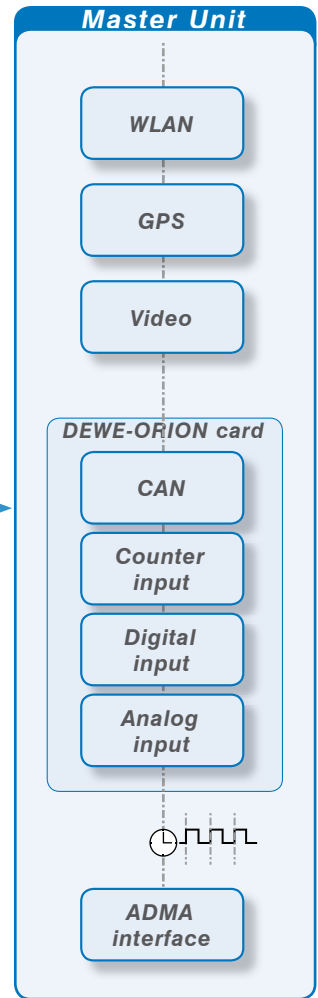 Master Unit
WLAN
GPS
Video
DEWE-ORION card
CAN
Counter
input
Digital
input
Analog
input
ADMA
interface